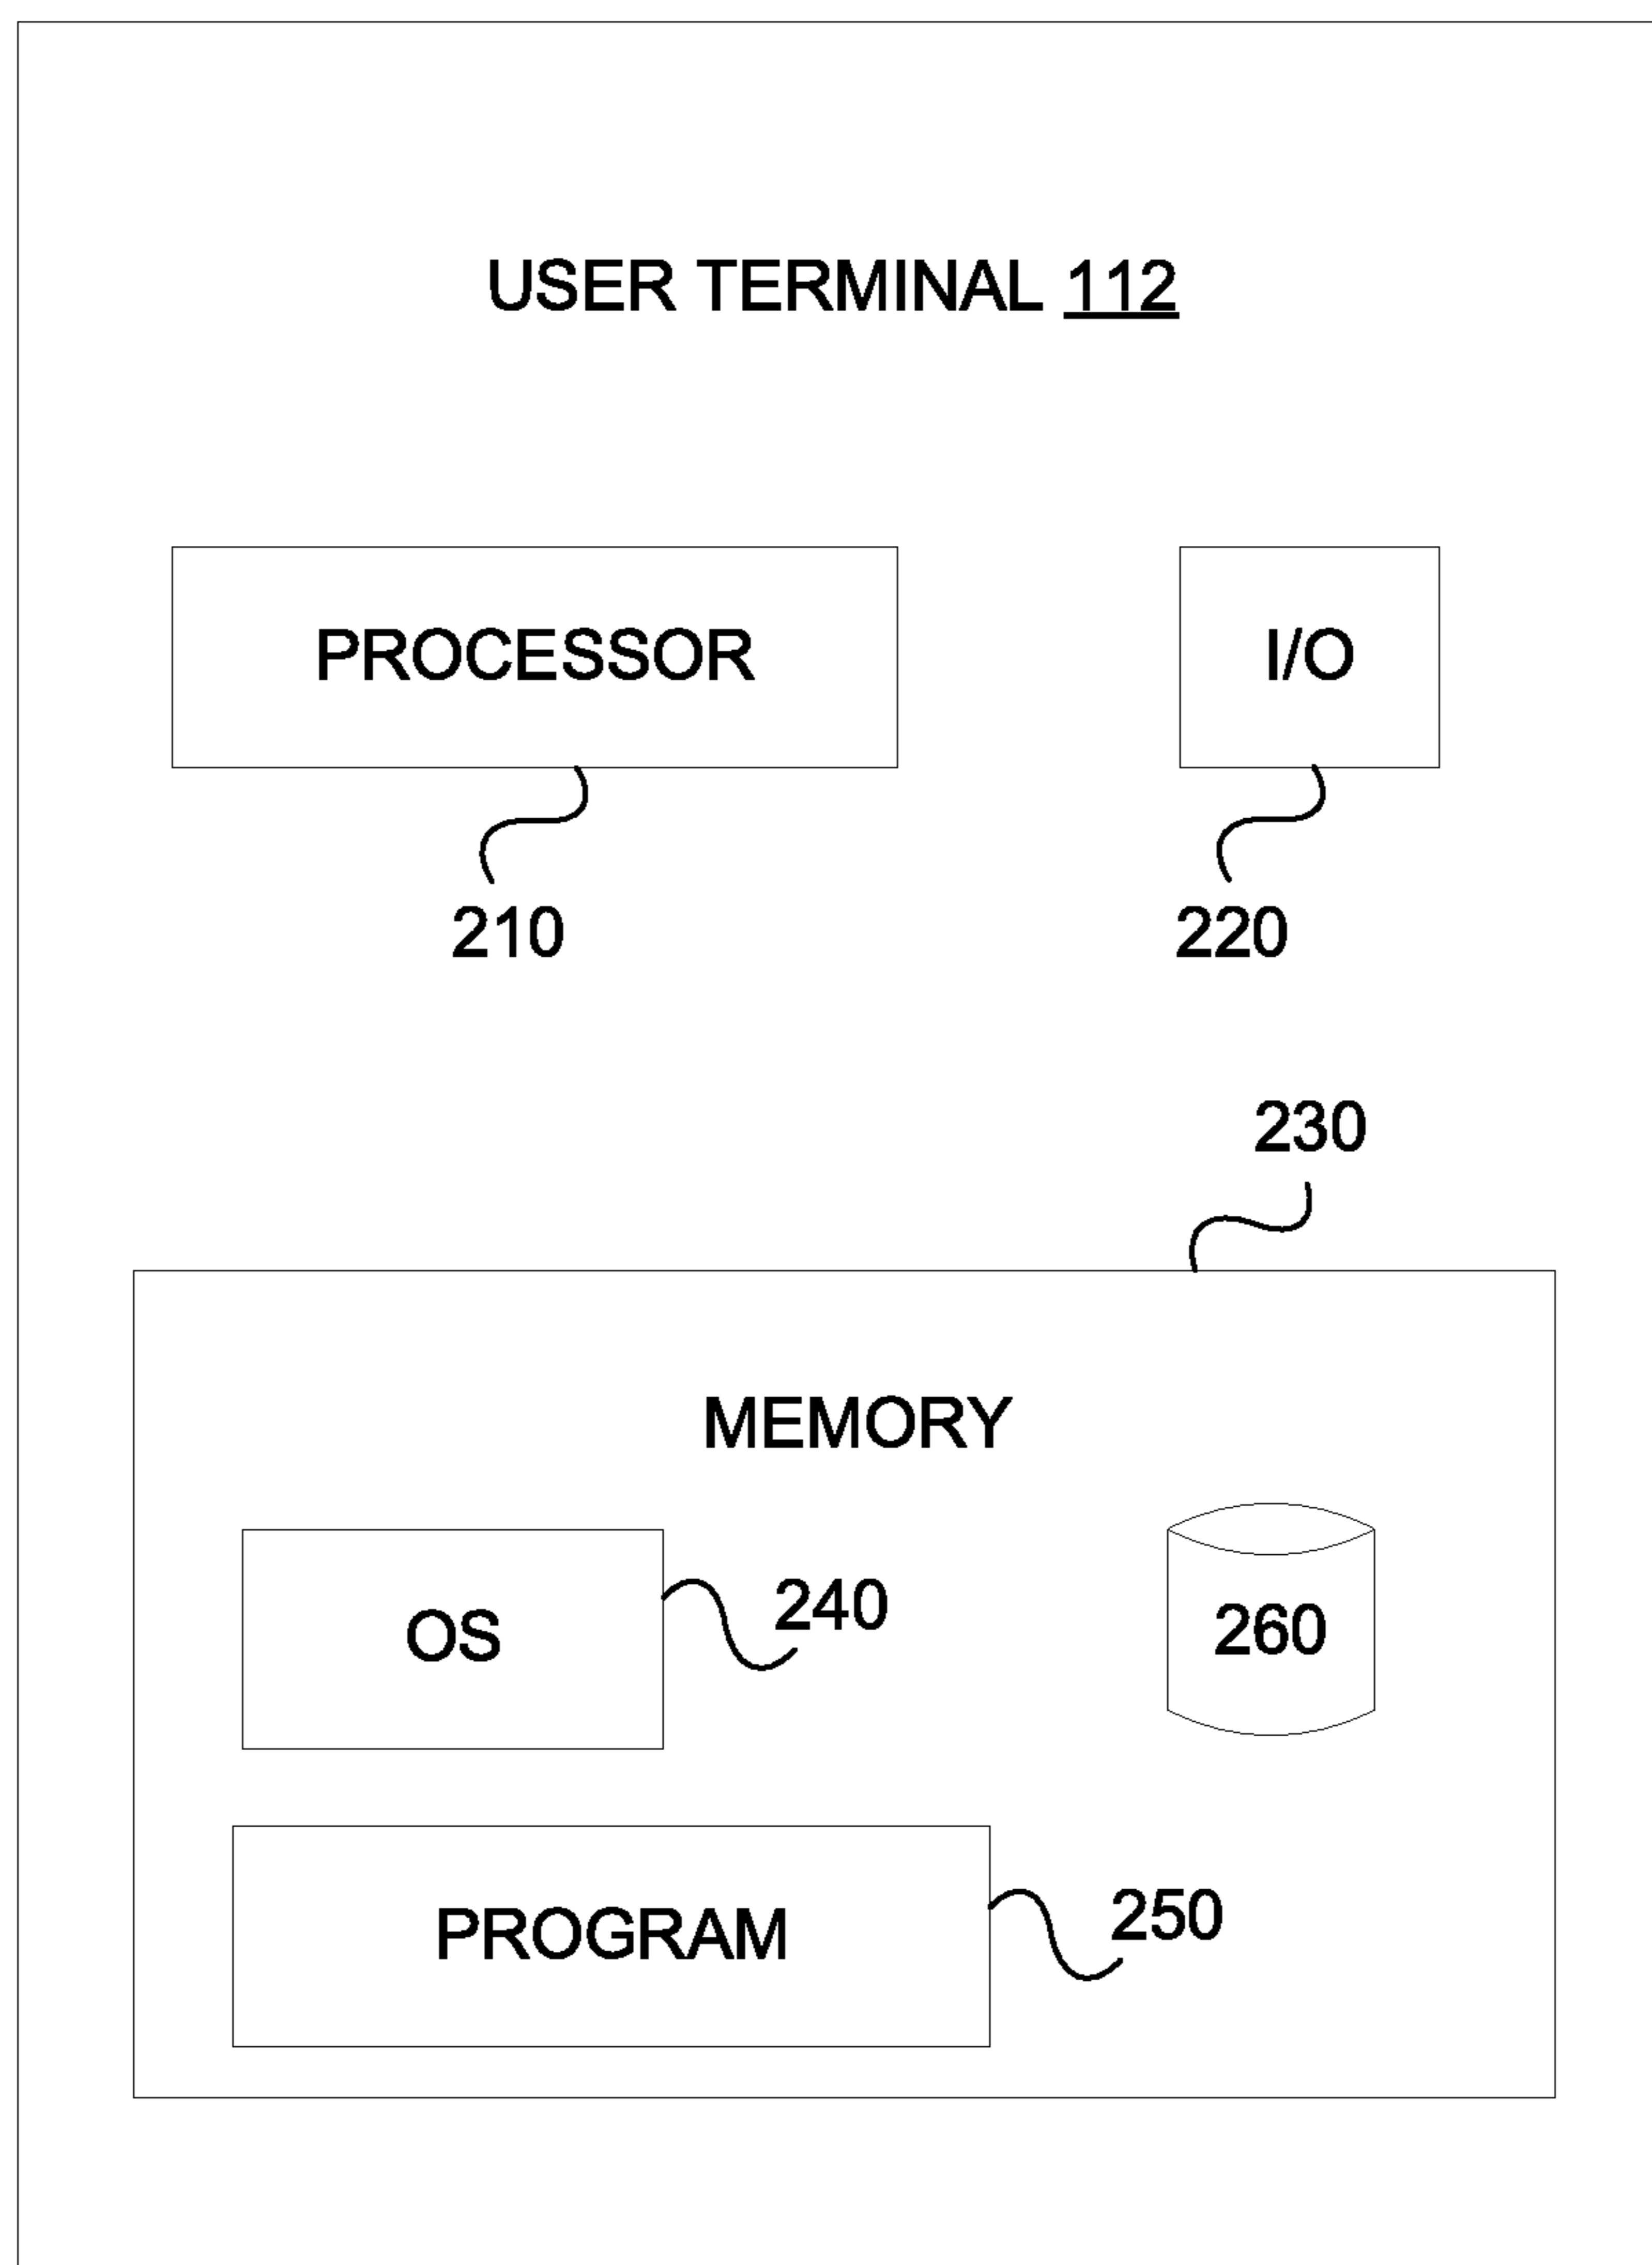 USER TERMINAL 112
PROCESSOR
I/O
210
220
230
MEMORY
OS
240
260
PROGRAM
250